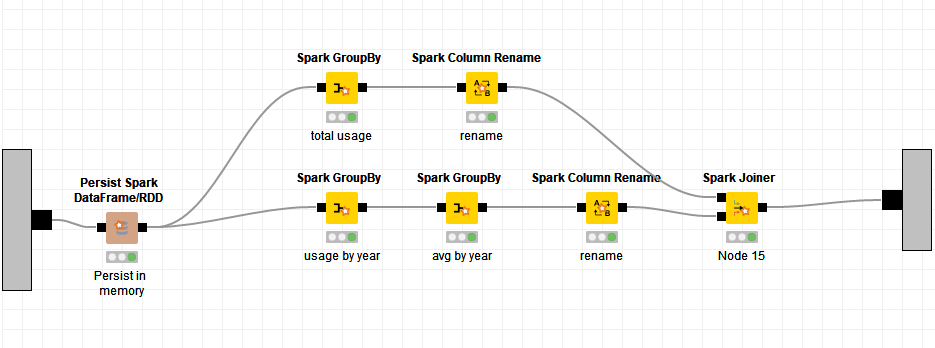 Spark GroupBy
Spark Column Rename
total usage
rename
Persist Spark
DataFrame/RDD
Spark GroupBy
Spark GroupBy
Spark Column Rename
Spark Joiner
Persist in
memory
usage by year
avg by year
rename
Node 15